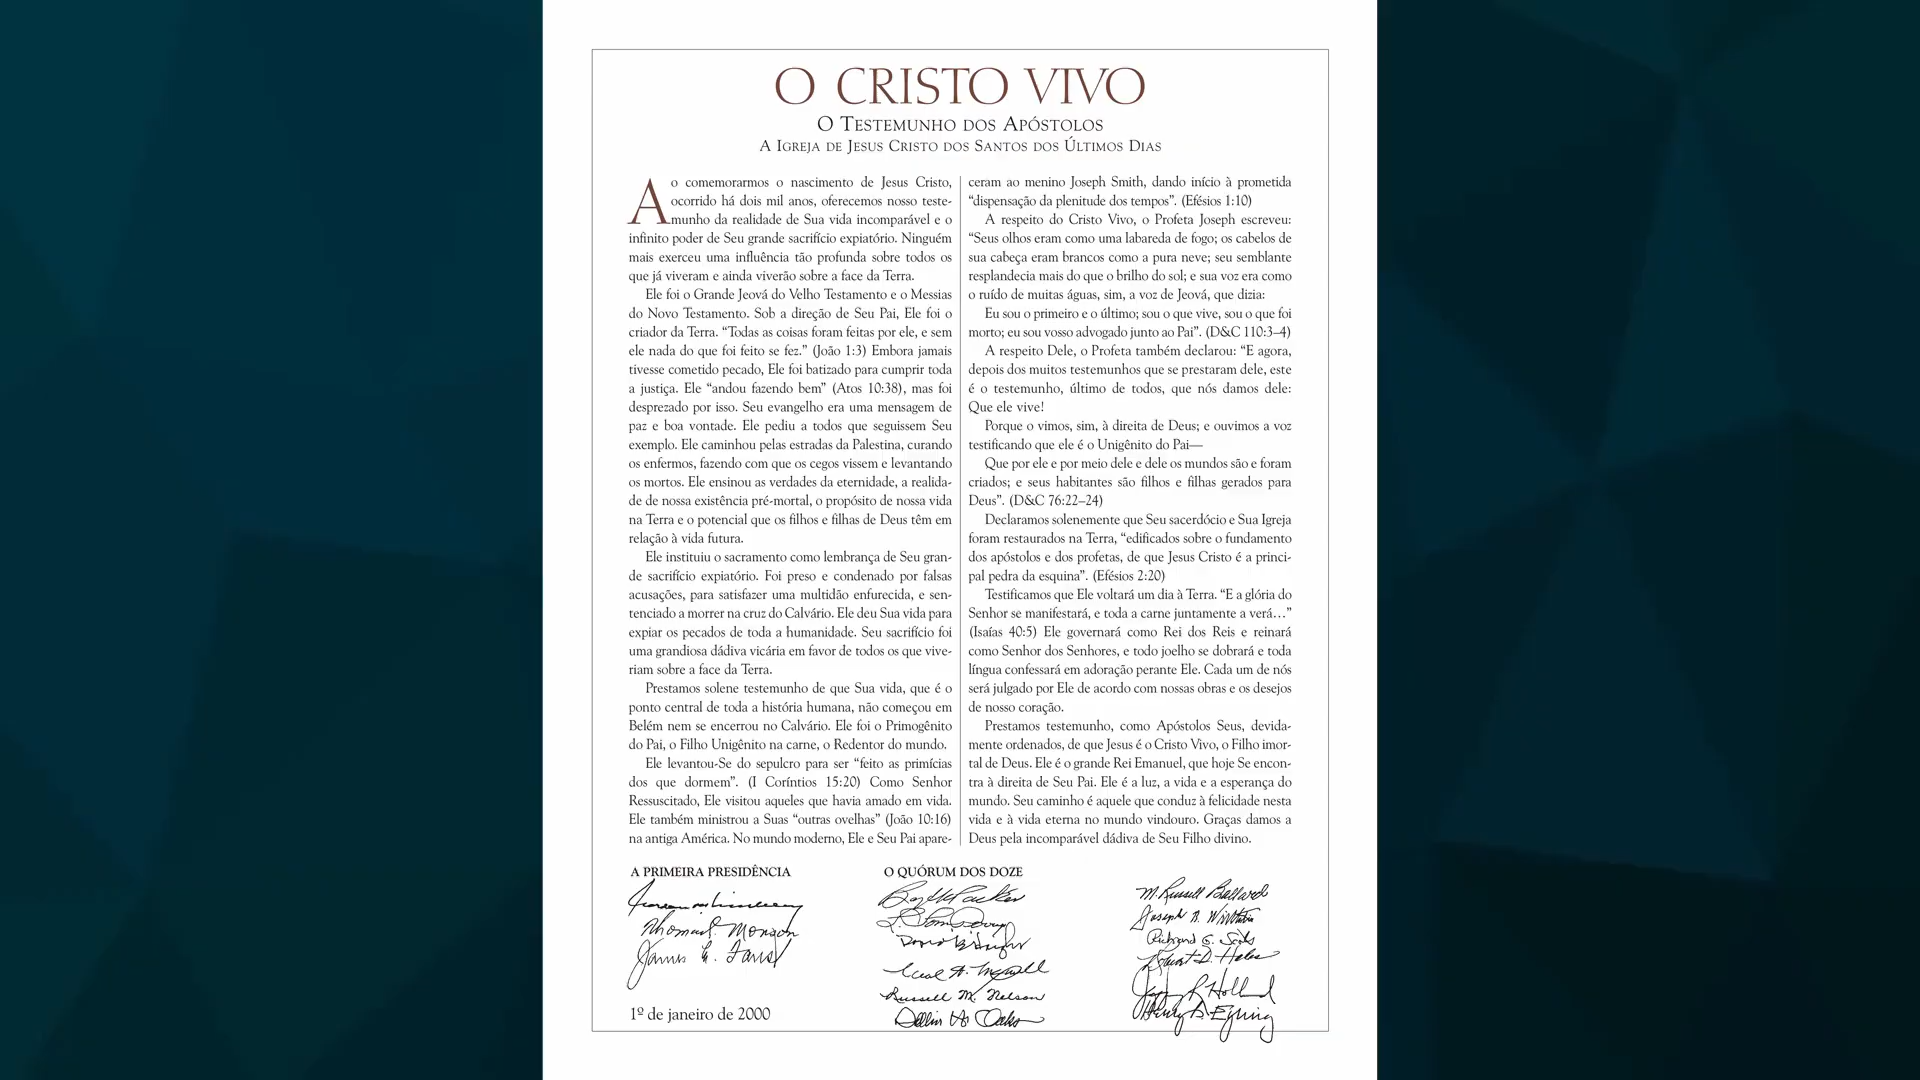 O CRISTO VIVO
O Testemunho dos Apóstolos
A Igreja de Jesus Cristo dos Santos dos Últimos Dias
Ao comemorarmos o nascimento de Jesus Cristo,
ocorrido há dois mil anos, oferecemos nosso teste-
munho da realidade de Sua vida incomparável e o
infinito poder de Seu grande sacrifício expiatório. Ninguém
mais exerceu uma influência tão profunda sobre todos os
que já viveram e ainda viverão sobre a face da Terra.
Ele foi o Grande Jeová do Velho Testamento e o Messias
do Novo Testamento. Sob a direção de Seu Pai, Ele foi o
criador da Terra. “Todas as coisas foram feitas por ele, e sem
ele nada do que foi feito se fez.” (João 1:3) Embora jamais
tivesse cometido pecado, Ele foi batizado para cumprir toda
a justiça. Ele “andou fazendo bem” (Atos 10:38), mas foi
desprezado por isso. Seu evangelho era uma mensagem de
paz e boa vontade. Ele pediu a todos que seguissem Seu
exemplo. Ele caminhou pelas estradas da Palestina, curando
os enfermos, fazendo com que os cegos vissem e levantando
os mortos. Ele ensinou as verdades da eternidade, a realida-
de de nossa existência pré-mortal, o propósito de nossa vida
na Terra e o potencial que os filhos e filhas de Deus têm em
relação à vida futura.
Ele instituiu o sacramento como lembrança de Seu gran-
de sacrifício expiatório. Foi preso e condenado por falsas
acusações, para satisfazer uma multidão enfurecida, e sen-
tenciado a morrer na cruz do Calvário. Ele deu Sua vida para
expiar os pecados de toda a humanidade. Seu sacrifício foi
uma grandiosa dádiva vicária em favor de todos os que vive-
riam sobre a face da Terra.
Prestamos solene testemunho de que Sua vida, que é o
ponto central de toda a história humana, não começou em
Belém nem se encerrou no Calvário. Ele foi o Primogênito
do Pai, o Filho Unigênito na carne, o Redentor do mundo.
Ele levantou-Se do sepulcro para ser “feito as primícias
dos que dormem”. (I Coríntios 15:20) Como Senhor
Ressuscitado, Ele visitou aqueles que havia amado em vida.
Ele também ministrou a Suas “outras ovelhas” (João 10:16)
na antiga América. No mundo moderno, Ele e Seu Pai apare-
ceram ao menino Joseph Smith, dando início à prometida
“dispensação da plenitude dos tempos”. (Efésios 1:10)
A respeito do Cristo Vivo, o Profeta Joseph escreveu:
“Seus olhos eram como uma labareda de fogo; os cabelos de
sua cabeça eram brancos como a pura neve; seu semblante
resplandecia mais do que o brilho do sol; e sua voz era como
o ruído de muitas águas, sim, a voz de Jeová, que dizia:
Eu sou o primeiro e o último; sou o que vive, sou o que foi
morto; eu sou vosso advogado junto ao Pai”. (D&C 110:3–4)
A respeito Dele, o Profeta também declarou: “E agora,
depois dos muitos testemunhos que se prestaram dele, este
é o testemunho, último de todos, que nós damos dele:
Que ele vive!
Porque o vimos, sim, à direita de Deus; e ouvimos a voz
testificando que ele é o Unigênito do Pai—
Que por ele e por meio dele e dele os mundos são e foram
criados; e seus habitantes são filhos e filhas gerados para
Deus”. (D&C 76:22–24)
Declaramos solenemente que Seu sacerdócio e Sua Igreja
foram restaurados na Terra, “edificados sobre o fundamento
dos apóstolos e dos profetas, de que Jesus Cristo é a princi-
pal pedra da esquina”. (Efésios 2:20)
Testificamos que Ele voltará um dia à Terra. “E a glória do
Senhor se manifestará, e toda a carne juntamente a verá…”
(Isaías 40:5) Ele governará como Rei dos Reis e reinará
como Senhor dos Senhores, e todo joelho se dobrará e toda
língua confessará em adoração perante Ele. Cada um de nós
será julgado por Ele de acordo com nossas obras e os desejos
de nosso coração.
Prestamos testemunho, como Apóstolos Seus, devida-
mente ordenados, de que Jesus é o Cristo Vivo, o Filho imor-
tal de Deus. Ele é o grande Rei Emanuel, que hoje Se encon-
tra à direita de Seu Pai. Ele é a luz, a vida e a esperança do
mundo. Seu caminho é aquele que conduz à felicidade nesta
vida e à vida eterna no mundo vindouro. Graças damos a
Deus pela incomparável dádiva de Seu Filho divino.
A PRIMEIRA PRESIDÊNCIA
Thomas S. Monson
James E. Faust
1º de janeiro de 2000
O QUÓRUM DOS DOZE
Boyd K. Packer
L. Tom Perry
Russell M. Nelson
Dallin H. Oaks
M. Russell Ballard
Joseph B. Wirthlin
Richard G. Scott
Robert D. Hales
Jeffrey R. Holland
Henry B. Eyring